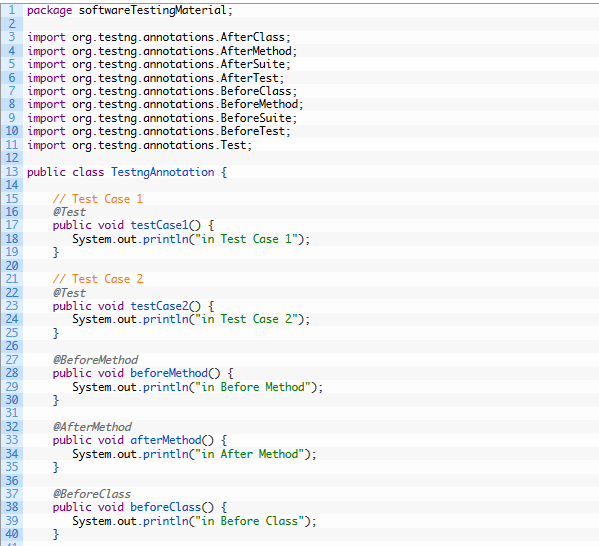 1 package softwareTestingMaterial;
2
3 import org.testng.annotations.AfterClass;
4 import org.testng.annotations.AfterMethod;
5 import org.testng.annotations.AfterSuite;
6 import org.testng.annotations.AfterTest;
7 import org.testng.annotations.BeforeClass;
8 import org.testng.annotations.BeforeMethod;
9 import org.testng.annotations.BeforeSuite;
10 import org.testng.annotations.BeforeTest;
11 import org.testng.annotations.Test;
12
13 public class TestngAnnotation {
14
15 // Test Case 1
16 @Test
17 public void testCase1() {
18 System.out.println("in Test Case 1");
19 }
20
21 // Test Case 2
22 @Test
23 public void testCase2() {
24 System.out.println("in Test Case 2");
25 }
26
27 @BeforeMethod
28 public void beforeMethod() {
29 System.out.println("in Before Method");
30 }
31
32 @AfterMethod
33 public void afterMethod() {
34 System.out.println("in After Method");
35 }
36
37 @BeforeClass
38 public void beforeClass() {
39 System.out.println("in Before Class");
40 }